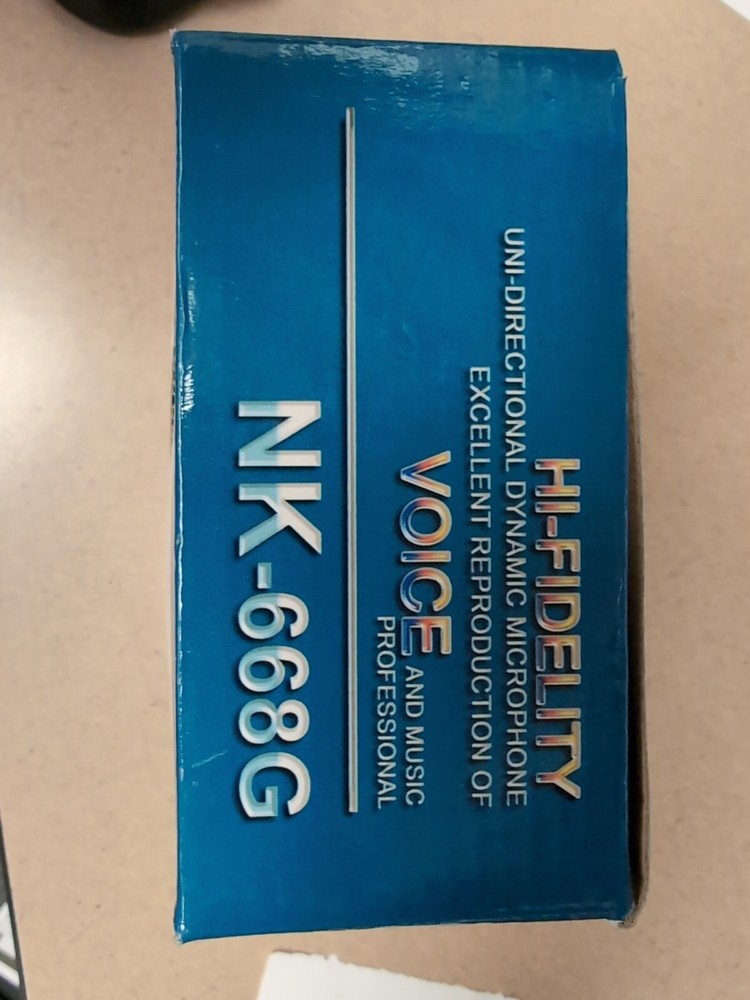 HI-FIDELITY
UNI-DIRECTIONAL DYNAMIC MICROPHONE
EXCELLENT REPRODUCTION OF
VOICE AND MUSIC
PROFESSIONAL
NK-668G